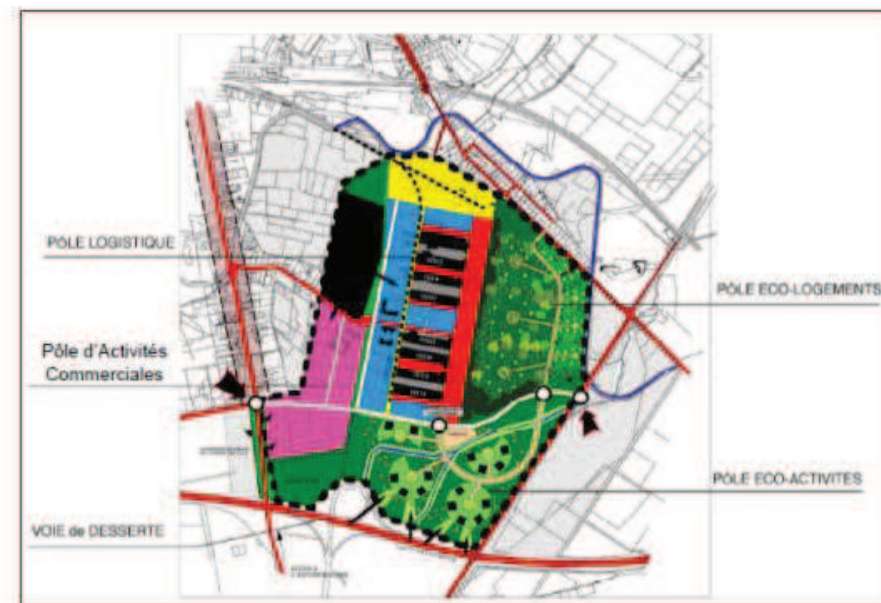 PÔLE LOGISTIQUE
PÔLE ECO-LOGEMENTS
Pôle d'Activités
Commerciales
PÔLE ECO-ACTIVITES
VOIE de DESSERTE